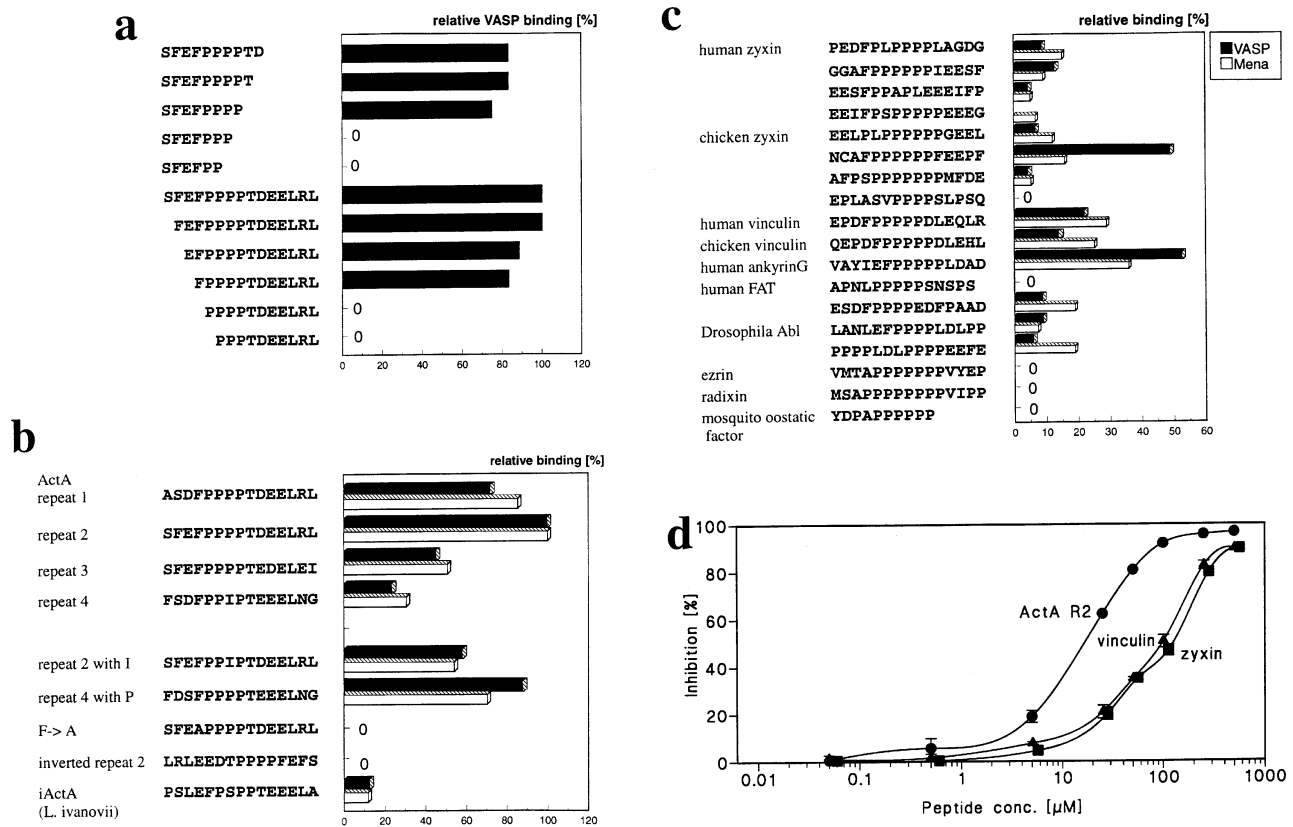 a
relative VASP binding [%]
SFEFPPPPTD
SFEFPPPPT
SFEFPPPP
SFEFPPP 0
SFEFPP 0
SFEFPPPPTDEELRL
FEFPPPPTDEELRL
EFPPPPTDEELRL
FPPPPTDEELRL
PPPPTDEELRL 0
PPPTDEELRL 0
0 20 40 60 80 100 120
b
relative binding [%]
ActA
repeat 1 ASDFPPPPTDEELRL
repeat 2 SFEFPPPPTDEELRL
repeat 3 SFEFPPPPTEDELEI
repeat 4 FSDFPPIPTEEELNG
repeat 2 with I SFEFPPIPTDEELRL
repeat 4 with P FDSFPPPPTEEELNG
F-> A SFEAPPPPTDEELRL 0
inverted repeat 2 LRLEEDTPPPPFEFS 0
iActA PSLEFPSPPTEEELA
(L. ivanovii)
0 20 40 60 80 100 120
c
relative binding [%]
VASP
Mena
human zyxin PEDFPLPPPPLAGDG
GGAFPPPPPPIEESF
EESFPPAPLEEEIFP
EEIFPSPPPPPEEEG
chicken zyxin EELPLPPPPPPGEEL
NCAFPPPPPPFEEPF
AFPSPPPPPPPMFDE
EPLASVPPPPSLPSQ 0
human vinculin EPDFPPPPPDLEQLR
chicken vinculin QEPDFPPPPPDLEHL
human ankyrinG VAYIEFPPPPPLDAD
human FAT APNLPPPPPSNSPS 0
ESDFPPPPEDFPAAD
Drosophila Abl LANLEFPPPPLDLPP
PPPPLDLPPPPEEFE
ezrin VMTAPPPPPPPVYEP 0
radixin MSAPPPPPPPPVIPP 0
mosquito oostatic YDPAPPPPPP 0
factor
0 10 20 30 40 50 60
d
Inhibition [%]
100
80
60
40
20
0
ActA R2
vinculin
zyxin
0.01 0.1 1 10 100 1000
Peptide conc. [µM]